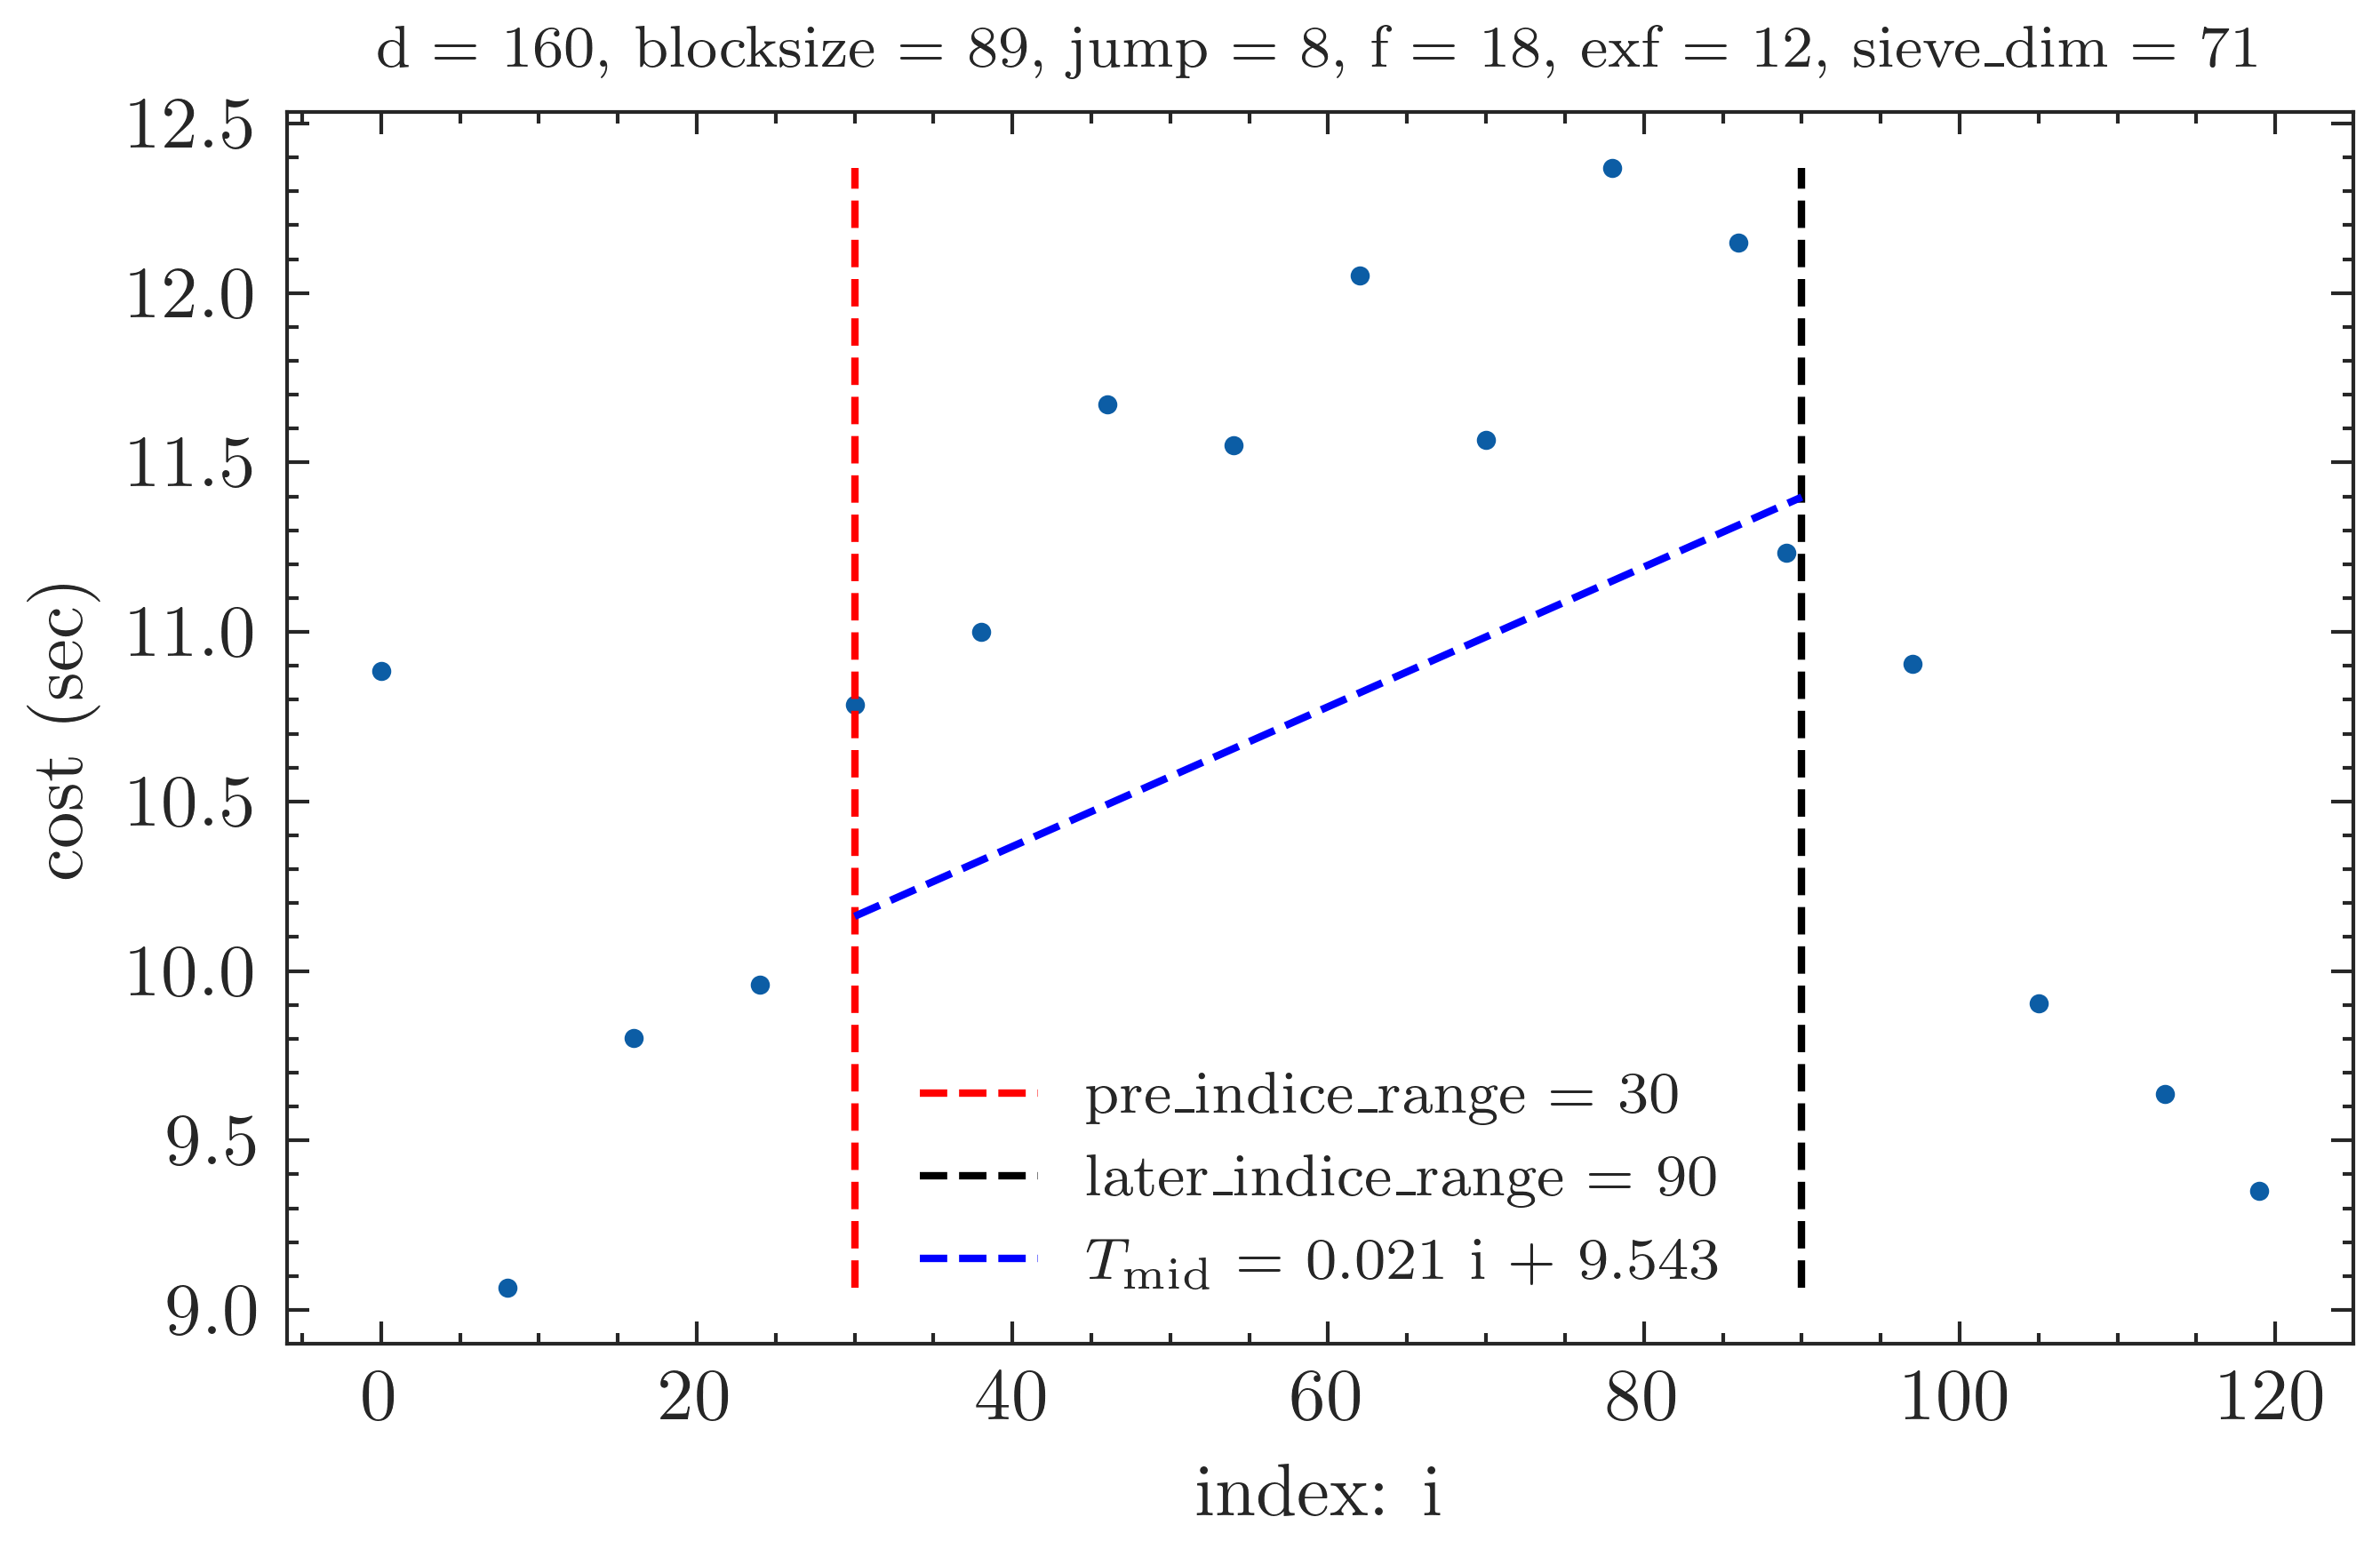 d = 160, blocksize = 89, jump = 8, f = 18, exf = 12, sieve_dim = 71
12.5
12.0
11.5
11.0
10.5
10.0
9.5
9.0
cost (sec)
pre_indice_range = 30
later_indice_range = 90
T_mid = 0.021 i + 9.543
0 20 40 60 80 100 120
index: i